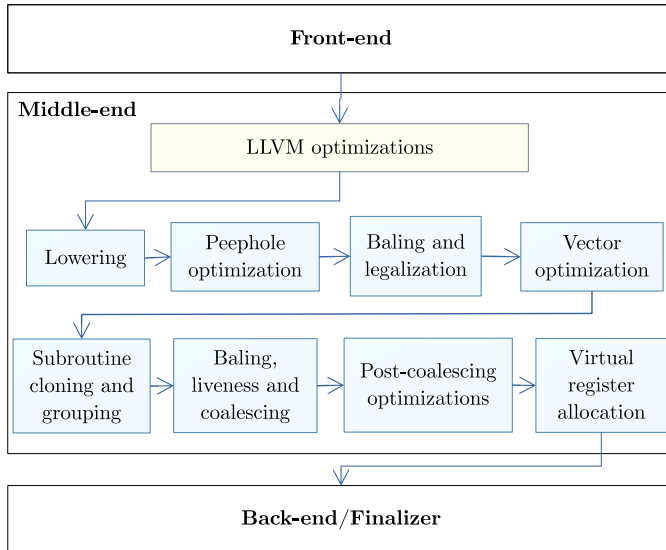 Front-end
Middle-end
LLVM optimizations
Lowering
Peephole
optimization
Baling and
legalization
Vector
optimization
Subroutine
cloning and
grouping
Baling,
liveness and
coalescing
Post-coalescing
optimizations
Virtual
register
allocation
Back-end/Finalizer